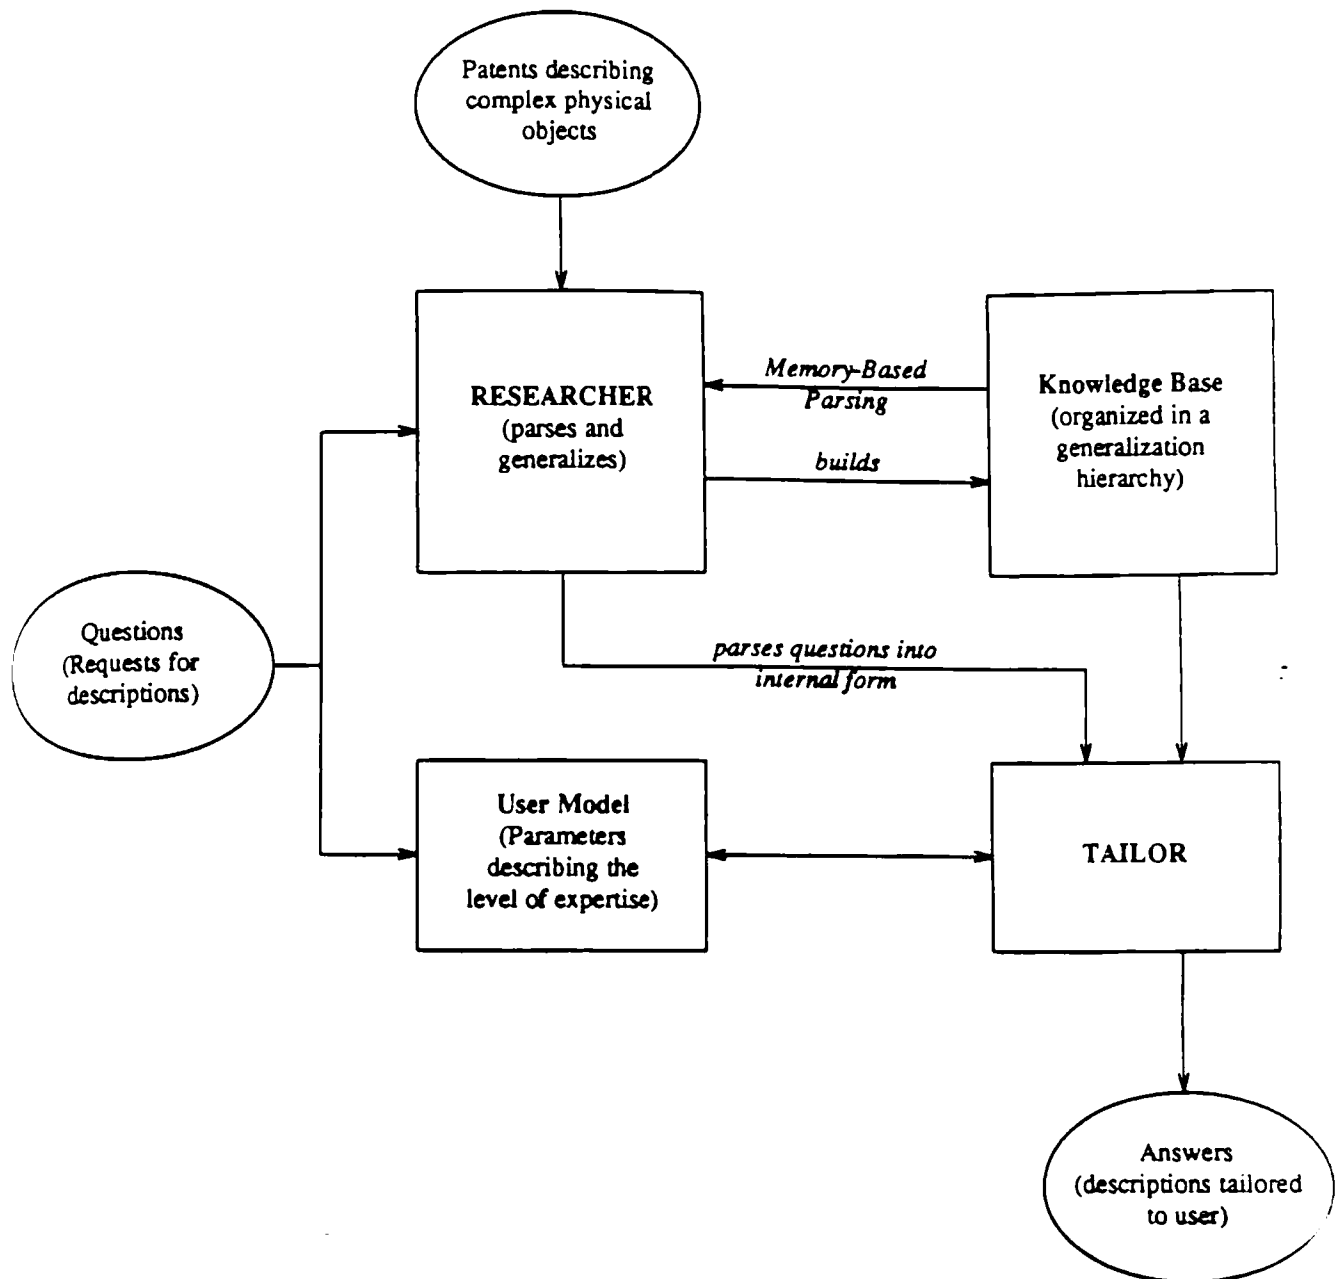 Patents describing
complex physical
objects
RESEARCHER
(parses and
generalizes)
Memory-Based
Parsing
builds
Knowledge Base
(organized in a
generalization
hierarchy)
Questions
(Requests for
descriptions)
parses questions into
internal form
User Model
(Parameters
describing the
level of expertise)
TAILOR
Answers
(descriptions tailored
to user)